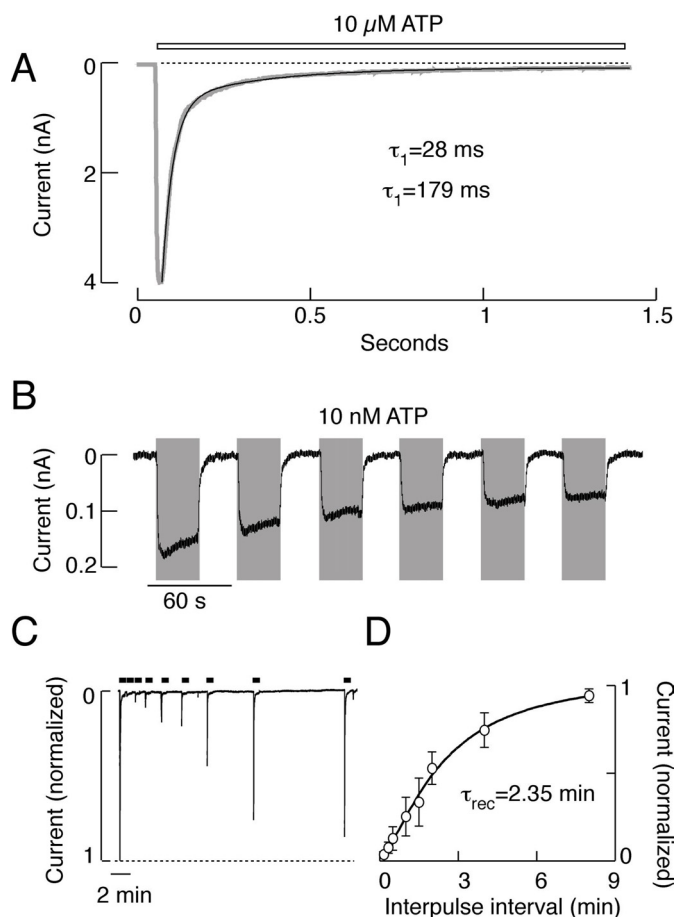 10 µM ATP
A
0
2
4
Current (nA)
τ1=28 ms
τ1=179 ms
0
0.5
1
1.5
Seconds
B
10 nM ATP
0
0.1
0.2
Current (nA)
60 s
C
0
1
Current (normalized)
2 min
D
1
0
Current (normalized)
τrec=2.35 min
0
3
6
9
Interpulse interval (min)